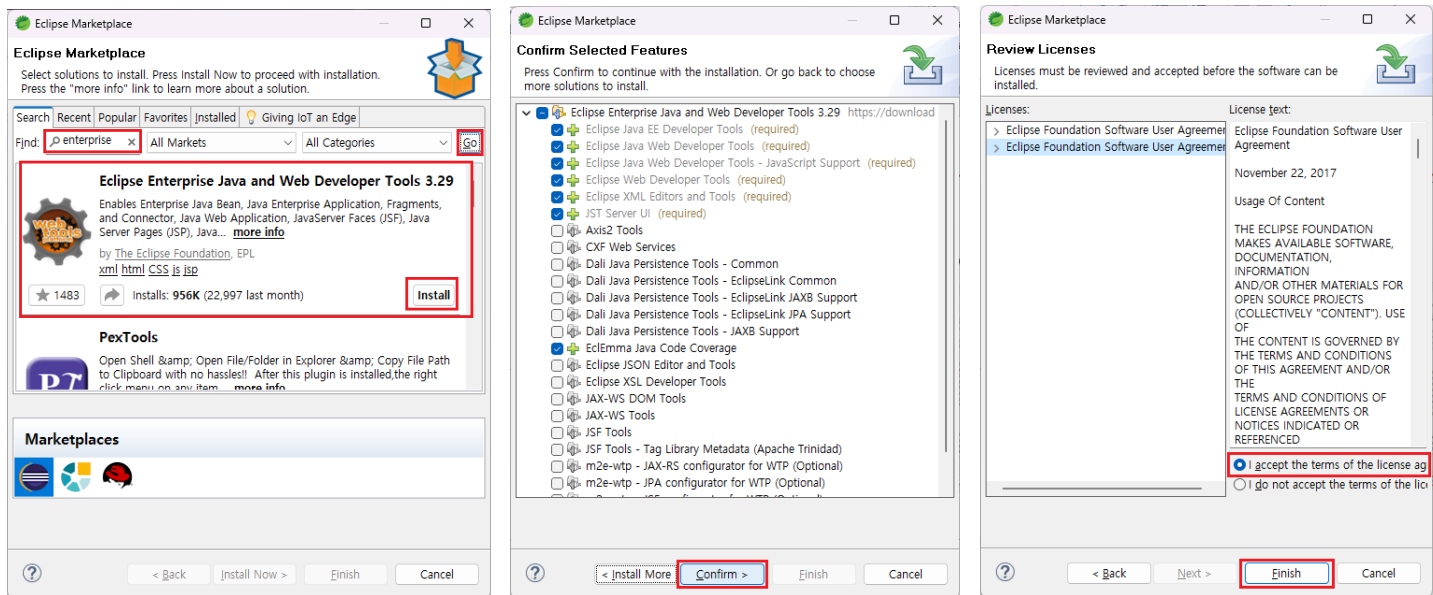 Eclipse Marketplace
Eclipse Marketplace
Select solutions to install. Press Install Now to proceed with installation.
Press the "more info" link to learn more about a solution.
Search Recent Popular Favorites Installed Giving IoT an Edge
Find: enterprise All Markets All Categories Go
Eclipse Enterprise Java and Web Developer Tools 3.29
Enables Enterprise Java Bean, Java Enterprise Application, Fragments,
and Connector, Java Web Application, JavaServer Faces (JSF), Java
Server Pages (JSP), Java... more info
by The Eclipse Foundation, EPL
xml html CSS js jsp
1483 Installs: 956K (22,997 last month) Install
web
tools
PexTools
Open Shell &amp; Open File/Folder in Explorer &amp; Copy File Path
to Clipboard with no hassles!! After this plugin is installed,the right
click menu on any item... more info
PT
Marketplaces
< Back Install Now > Finish Cancel
Eclipse Marketplace
Confirm Selected Features
Press Confirm to continue with the installation. Or go back to choose
more solutions to install.
Eclipse Enterprise Java and Web Developer Tools 3.29 https://download
Eclipse Java EE Developer Tools (required)
Eclipse Java Web Developer Tools (required)
Eclipse Java Web Developer Tools - JavaScript Support (required)
Eclipse Web Developer Tools (required)
Eclipse XML Editors and Tools (required)
JST Server UI (required)
Axis2 Tools
CXF Web Services
Dali Java Persistence Tools - Common
Dali Java Persistence Tools - EclipseLink Common
Dali Java Persistence Tools - EclipseLink JAXB Support
Dali Java Persistence Tools - EclipseLink JPA Support
Dali Java Persistence Tools - JAXB Support
EclEmma Java Code Coverage
Eclipse JSON Editor and Tools
Eclipse XSL Developer Tools
JAX-WS DOM Tools
JAX-WS Tools
JSF Tools
JSF Tools - Tag Library Metadata (Apache Trinidad)
m2e-wtp - JAX-RS configurator for WTP (Optional)
m2e-wtp - JPA configurator for WTP (Optional)
< Install More Confirm > Finish Cancel
Eclipse Marketplace
Review Licenses
Licenses must be reviewed and accepted before the software can be
installed.
Licenses:
Eclipse Foundation Software User Agreemer
Eclipse Foundation Software User Agreemer
License text:
Eclipse Foundation Software User
Agreement
November 22, 2017
Usage Of Content
THE ECLIPSE FOUNDATION
MAKES AVAILABLE SOFTWARE,
DOCUMENTATION,
INFORMATION
AND/OR OTHER MATERIALS FOR
OPEN SOURCE PROJECTS
(COLLECTIVELY "CONTENT"). USE
OF
THE CONTENT IS GOVERNED BY
THE TERMS AND CONDITIONS
OF THIS AGREEMENT AND/OR
THE
TERMS AND CONDITIONS OF
LICENSE AGREEMENTS OR
NOTICES INDICATED OR
REFERENCED
I accept the terms of the license ag
I do not accept the terms of the lic
< Back Next > Finish Cancel